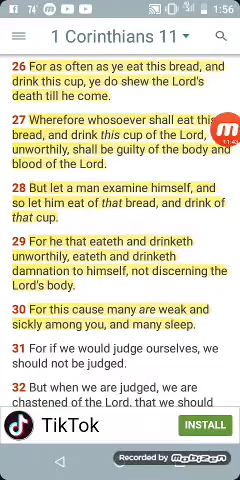 74 1:56
1 Corinthians 11
26 For as often as ye eat this bread, and
drink this cup, ye do shew the Lord's
death till he come.
27 Wherefore whosoever shall eat this
bread, and drink this cup of the Lord,
unworthily, shall be guilty of the body and
blood of the Lord.
11:43
28 But let a man examine himself, and
so let him eat of that bread, and drink of
that cup.
29 For he that eateth and drinketh
unworthily, eateth and drinketh
damnation to himself, not discerning the
Lord's body.
30 For this cause many are weak and
sickly among you, and many sleep.
31 For if we would judge ourselves, we
should not be judged.
32 But when we are judged, we are
chastened of the Lord, that we should
TikTok
INSTALL
Recorded by MOBIZEN